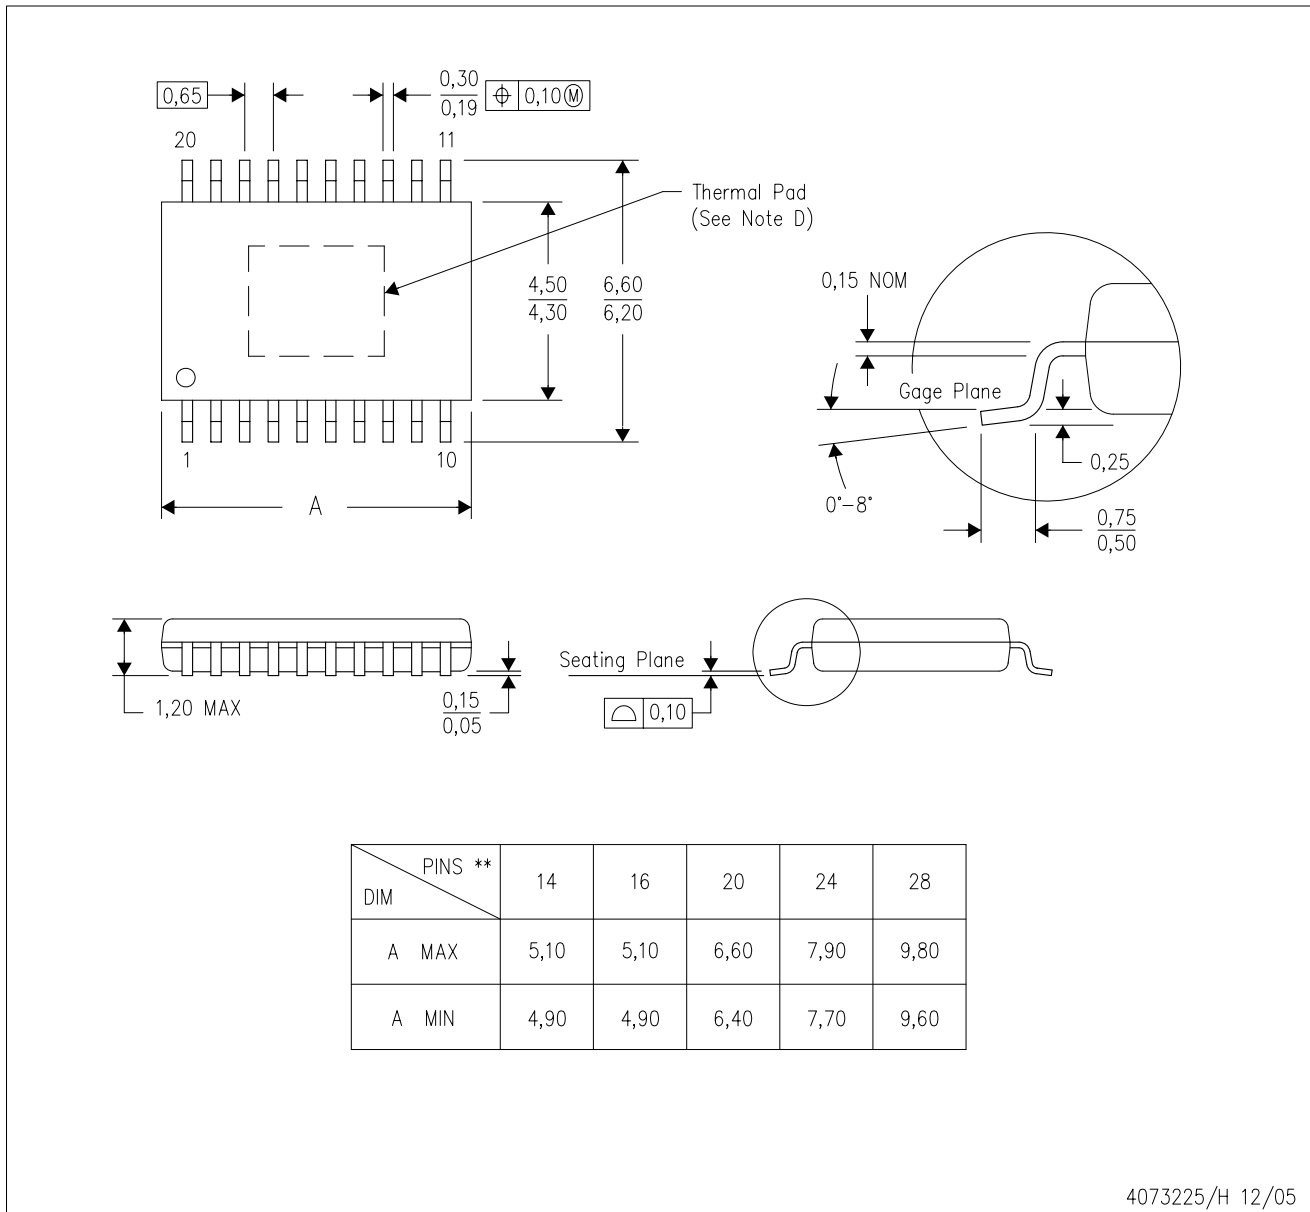 0,65
0,30
0,19
0,10 Ⓜ
20
11
Thermal Pad
(See Note D)
4,50
4,30
6,60
6,20
1
10
A
0,15 NOM
Gage Plane
0,25
0°–8°
0,75
0,50
1,20 MAX
0,15
0,05
Seating Plane
0,10
PINS **
DIM
14
16
20
24
28
A MAX
5,10
5,10
6,60
7,90
9,80
A MIN
4,90
4,90
6,40
7,70
9,60
4073225/H 12/05